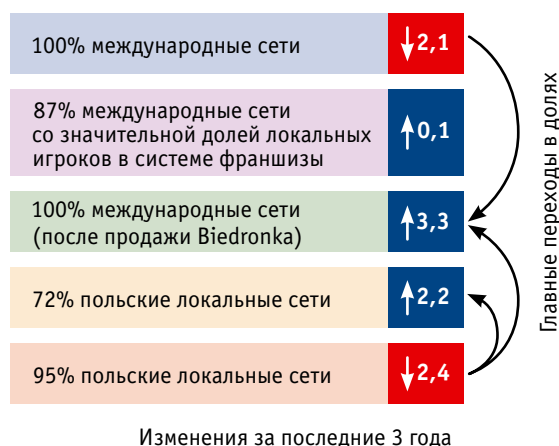 100% международные сети
↓2,1
87% международные сети
со значительной долей локальных
игроков в системе франшизы
↑0,1
100% международные сети
(после продажи Biedronka)
↑3,3
72% польские локальные сети
↑2,2
95% польские локальные сети
↓2,4
Главные переходы в долях
Изменения за последние 3 года